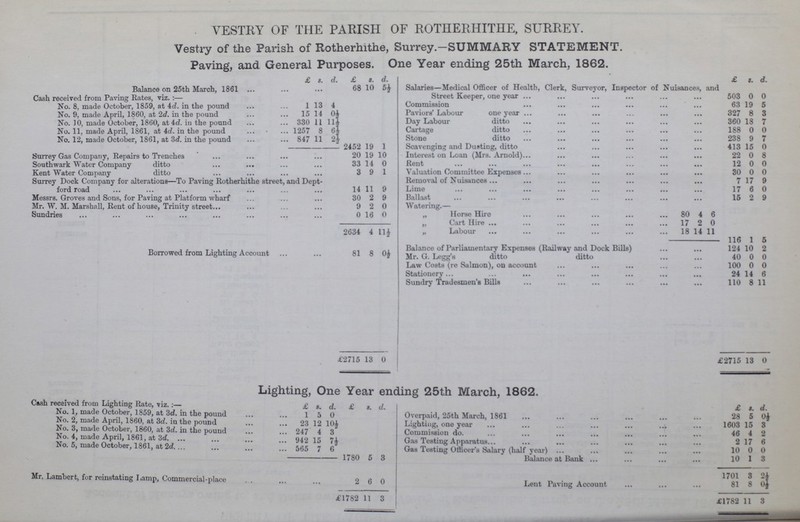 VESTRY OF THE PARISH OF ROTHERHITHE, SURREY.
Vestry of the Parish of Rotherhithe, Surrey.—SUMMARY STATEMENT.
Paving, and General Purposes. One Year ending 25th March, 1862.
£ s. d. £ s. d.
Balance on 25th March, 1861 ... ... ... 68 10 5½
Cash received from Paving Rates, viz. :—
No. 8, made October, 1859, at 4d. in the pound ... ... 1 13 4
No. 9, made April, 1860, at 2d. in the pound ... ... 15 14 0½
No. 10, made October, 1860, at 4d. in the pound ... ... 330 11 11½
No. 11, made April, 1861, at 4d. in the pound ... ... 1257 8 6½
No. 12, made October, 1861, at 3d. in the pound ... ... 847 11 2½
2452 19 1
Surrey Gas Company, Repairs to Trenches ... ... ... ... 20 19 10
Southwark Water Company ditto ... ... ... ... 33 14 0
Kent Water Company ditto ... ... ... ... 3 9 1
Surrey Dock Company for alterations—To Paving Rotherhithe street, and Dept-
ford road ... ... ... ... ... ... ... 14 11 9
Messrs. Groves and Sons, for Paving at Platform wharf ... ... ... 30 2 9
Mr. W. M. Marshall, Rent of house, Trinity street... ... ... ... 9 2 0
Sundries ... ... ... ... ... ... ... ... 0 16 0
2634 4 11½
Borrowed from Lighting Account ... ... 81 8 0½
£2715 13 0
£ s. d.
Salaries—Medical Officer of Health, Clerk, Surveyor, Inspector of Nuisances, and
Street Keeper, one year ... ... ... ... ... ... ... 503 0 0
Commission ... ... ... ... ... ... ... 63 19 5
Paviors' Labour one year ... ... ... ... ... ... ... 327 8 3
Day Labour ditto ... ... ... ... ... ... ... 360 18 7
Cartage ditto ... ... ... ... ... ... ... 188 0 0
Stone ditto ... ... ... ... ... ... ... 238 9 7
Scavenging and Dusting, ditto ... ... ... ... ... ... ... 413 15 0
Interest on Loan (Mrs. Arnold)... ... ... ... ... ... ... 22 0 8
Rent ... ... ... ... ... ... ... 12 0 0
Valuation Committee Expenses ... ... ... ... ... ... ... 30 0 0
Removal of Nuisances ... ... ... ... ... ... ... 7 17 9
Lime ... ... ... ... ... ... ... 17 6 0
Ballast ... ... ... ... ... ... ... 15 2 9
Watering.—
„ Horse Hire ... ... ... ... ... 80 4 6
„ Cart Hire ... ... ... ... ... ... 17 2 0
„ Labour ... ... ... ... ... ... 18 14 11
116 1 5
Balance of Parliamentary Expenses (Railway and Dock Bills) ... ... 124 10 2
Mr. G. Legg's ditto ditto ... ... 40 0 0
Law Costs (re Salmon), on account ... ... ... ... ... 100 0 0
Stationery ... ... ... ... ... ... ... ... 24 14 6
Sundry Tradesmen's Bills ... ... ... ... ... ... 110 8 11
£2715 13 0
Lighting, One Year ending 25th March, 1862.
Cash received from Lighting Rate, viz. :— £ s. d. £ s. d.
No. 1, made October, 1859, at 3d. in the pound ... ... 1 5 0
No. 2, made April, 1860, at 3d. in the pound ... ... 23 12 10½
No. 3, made October, 1860, at 3d. in the pound ... ... 247 4 3
No. 4, made April, 1861, at 3d. ... ... ... ... 942 15 7½
No. 5, made October, 1861, at 2d. ... ... ... ... 565 7 6
1780 5 3
Mr. Lambert, for reinstating Lamp, Commercial-place ... ... ... 2 6 0
£1782 11 3
£ s. d.
Overpaid, 25th March, 1861 ... ... ... ... ... ... ... 28 5 0½
Lighting, one year ... ... ... ... ... ... ... 1603 15 3
Commission do. ... ... ... ... ... ... ... 46 4 2
Gas Testing Apparatus... ... ... ... ... ... ... 2 17 6
Gas Testing Officer's Salary (half year) ... ... ... ... ... ... 10 0 0
Balance at Bank ... ... ... ... 10 1 3
1701 3 2½
Lent Paving Account ... ... ... 81 8 0½
£1782 11 3